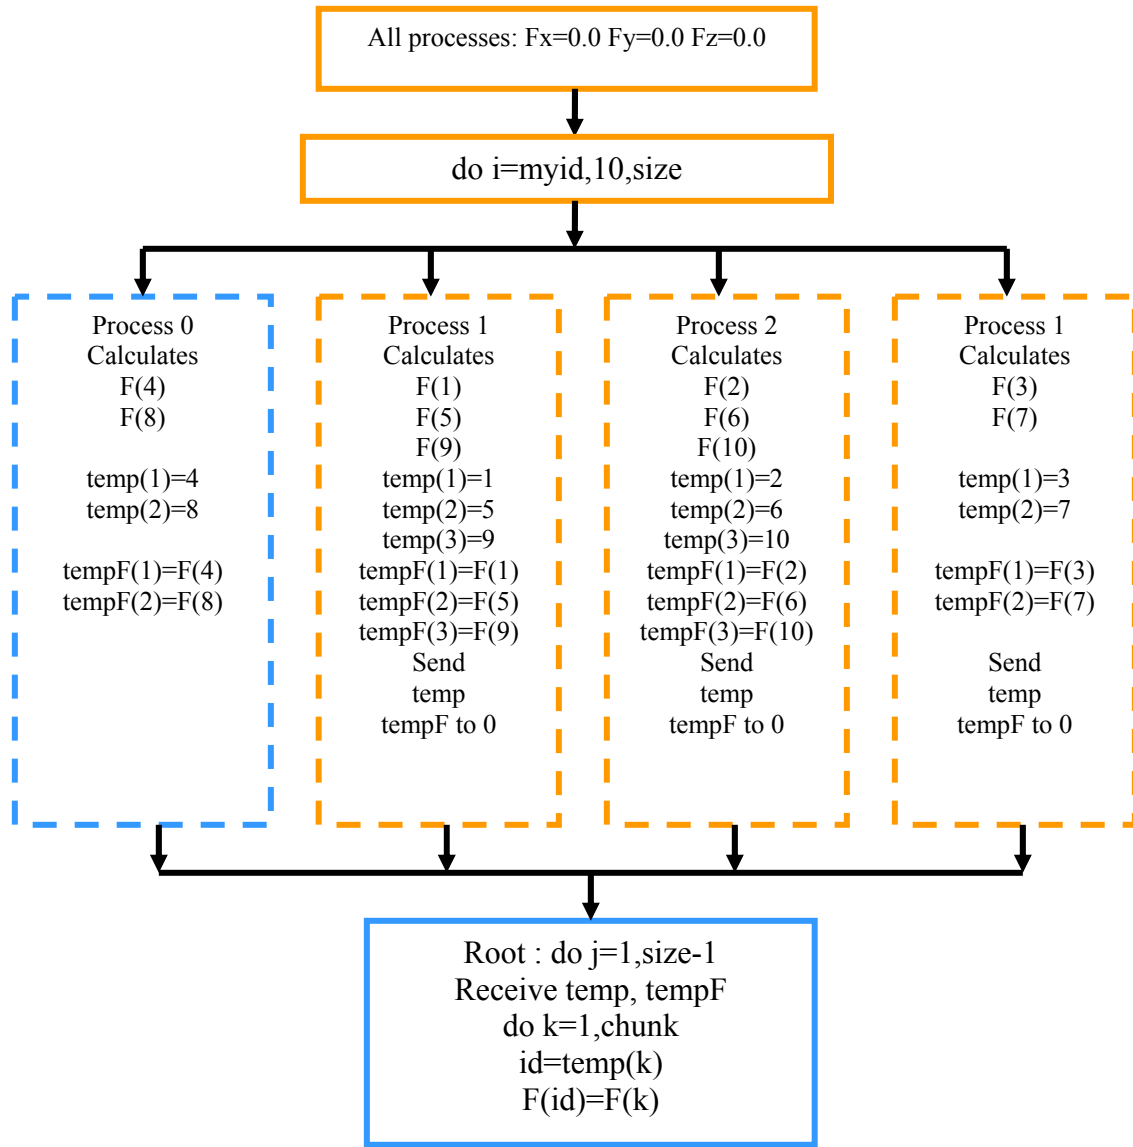 All processes: Fx=0.0 Fy=0.0 Fz=0.0
do i=myid,10,size
Process 0
Calculates
F(4)
F(8)
temp(1)=4
temp(2)=8
tempF(1)=F(4)
tempF(2)=F(8)
Process 1
Calculates
F(1)
F(5)
F(9)
temp(1)=1
temp(2)=5
temp(3)=9
tempF(1)=F(1)
tempF(2)=F(5)
tempF(3)=F(9)
Send
temp
tempF to 0
Process 2
Calculates
F(2)
F(6)
F(10)
temp(1)=2
temp(2)=6
temp(3)=10
tempF(1)=F(2)
tempF(2)=F(6)
tempF(3)=F(10)
Send
temp
tempF to 0
Process 1
Calculates
F(3)
F(7)
temp(1)=3
temp(2)=7
tempF(1)=F(3)
tempF(2)=F(7)
Send
temp
tempF to 0
Root : do j=1,size-1
Receive temp, tempF
do k=1,chunk
id=temp(k)
F(id)=F(k)